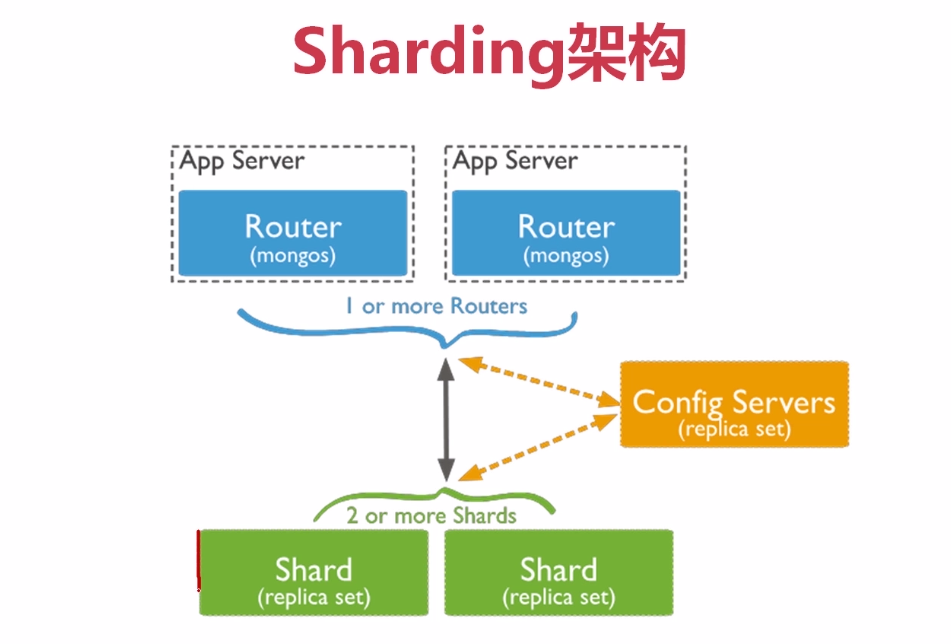 Sharding架构
App Server
Router
(mongos)
App Server
Router
(mongos)
1 or more Routers
Config Servers
(replica set)
2 or more Shards
Shard
(replica set)
Shard
(replica set)